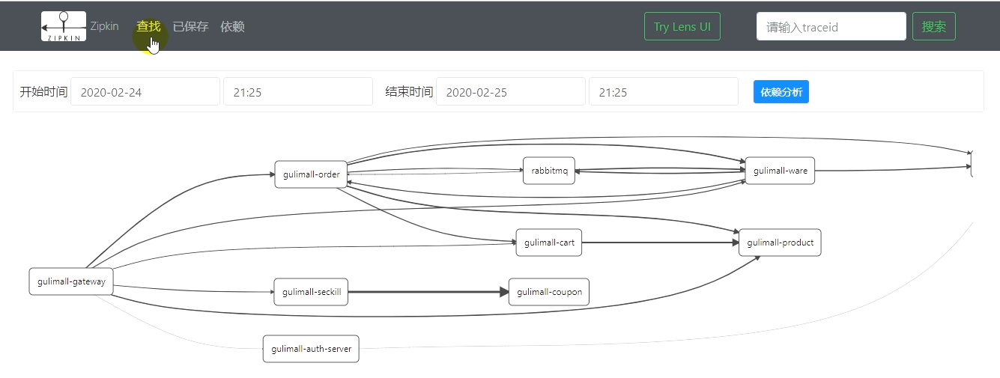 ZIPKIN Zipkin 查找 已保存 依赖 Try Lens UI 请输入traceid 搜索
开始时间 2020-02-24 21:25 结束时间 2020-02-25 21:25 依赖分析
gulimall-order rabbitmq gulimall-ware
gulimall-cart gulimall-product
gulimall-gateway
gulimall-seckill gulimall-coupon
gulimall-auth-server